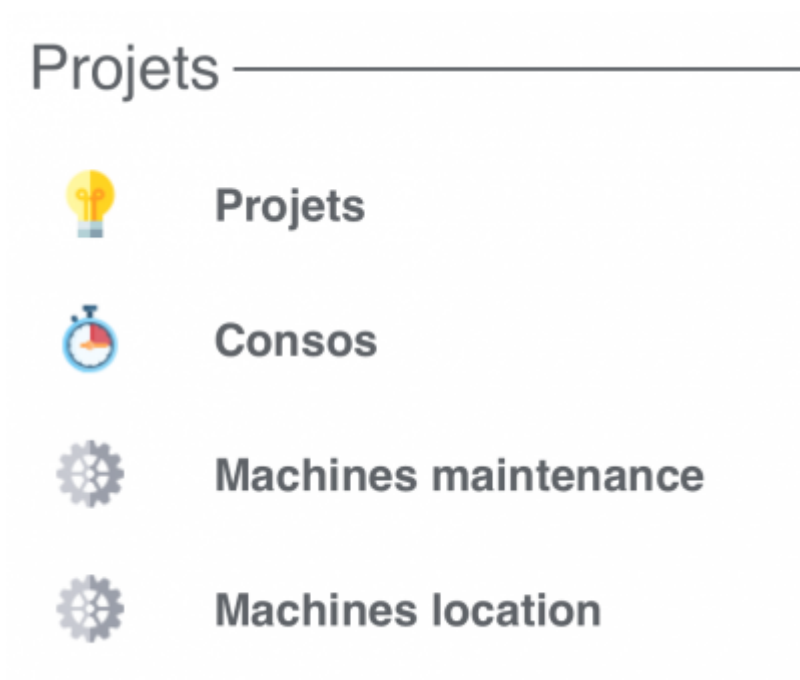 Projets
Projets
Consos
Machines maintenance
Machines location